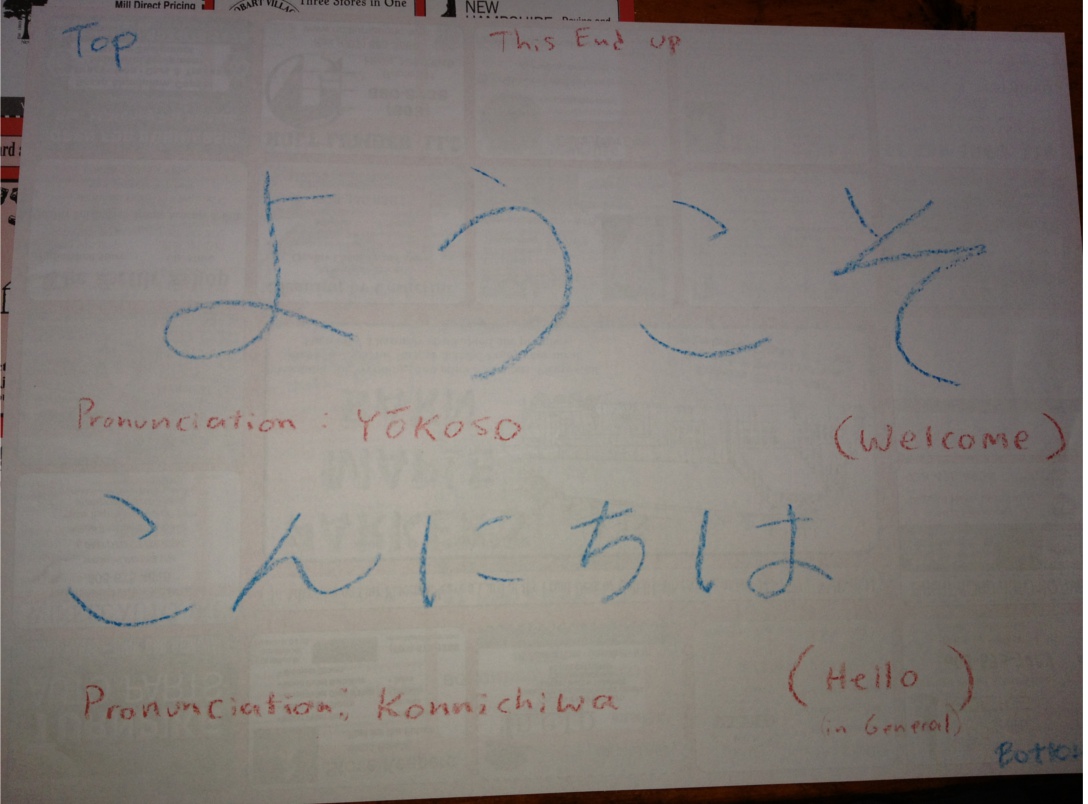 Mill Direct Pricing
Three Stores in One
NEW
Top
This End up
ようこそ
Pronunciation : YŌKOSO
(Welcome)
こんにちは
Pronunciation: Konnichiwa
(Hello
in General)